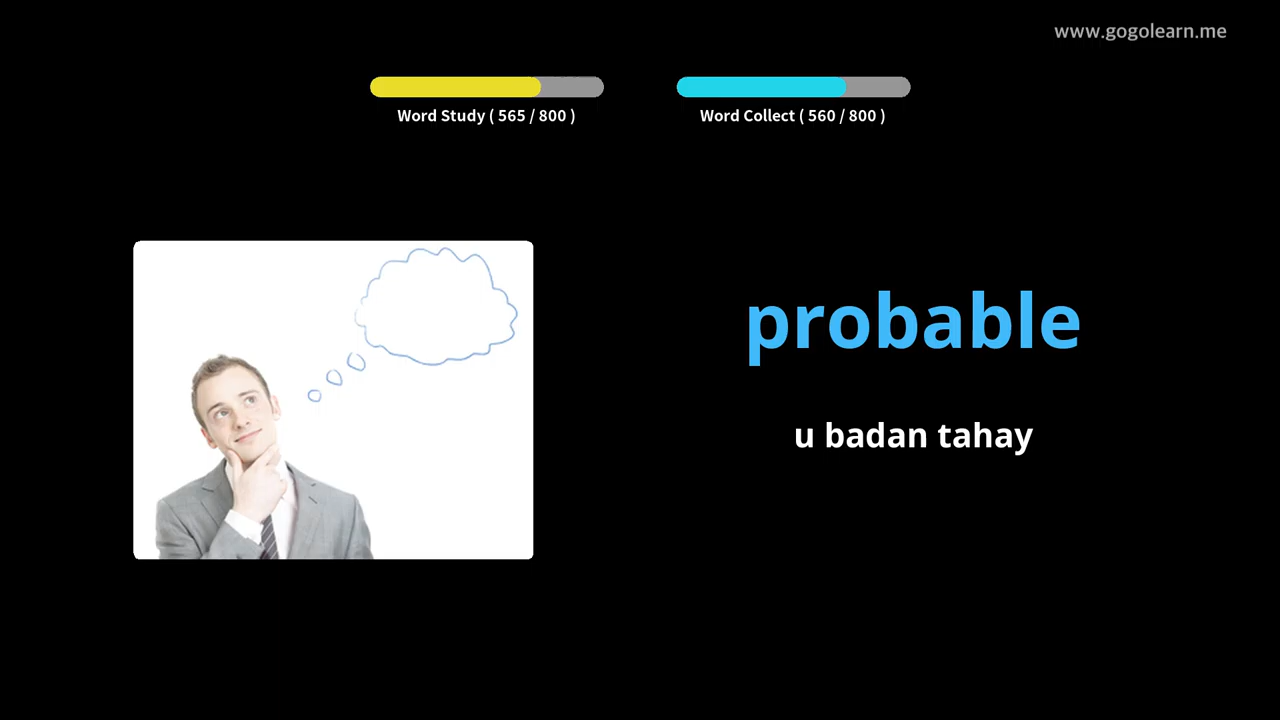 www.gogolearn.me
Word Study ( 565 / 800 )
Word Collect ( 560 / 800 )
probable
u badan tahay